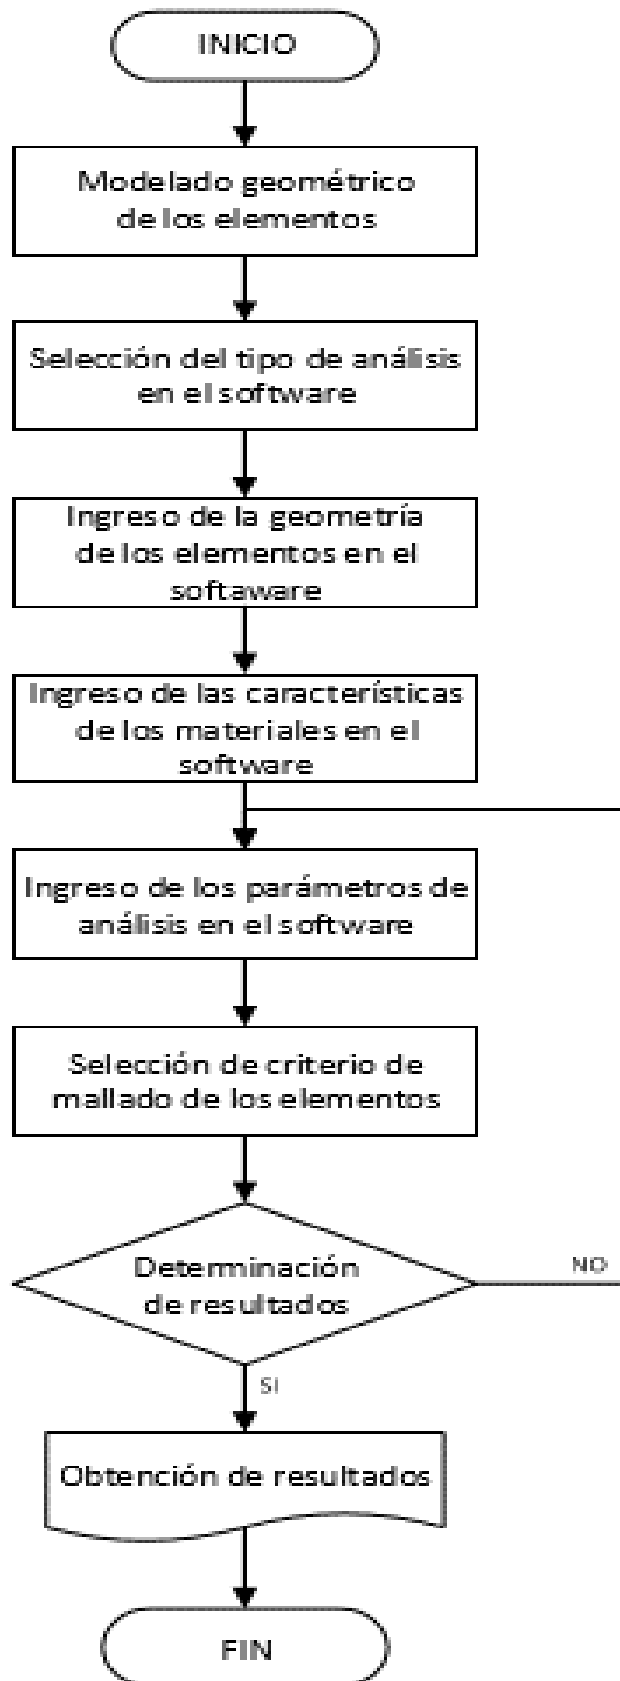 INICIO
Modelado geométrico
de los elementos
Selección del tipo de análisis
en el software
Ingreso de la geometría
de los elementos en el
softaware
Ingreso de las características
de los materiales en el
software
Ingreso de los parámetros de
análisis en el software
Selección de criterio de
mallado de los elementos
Determinación
de resultados
NO
SI
Obtención de resultados
FIN